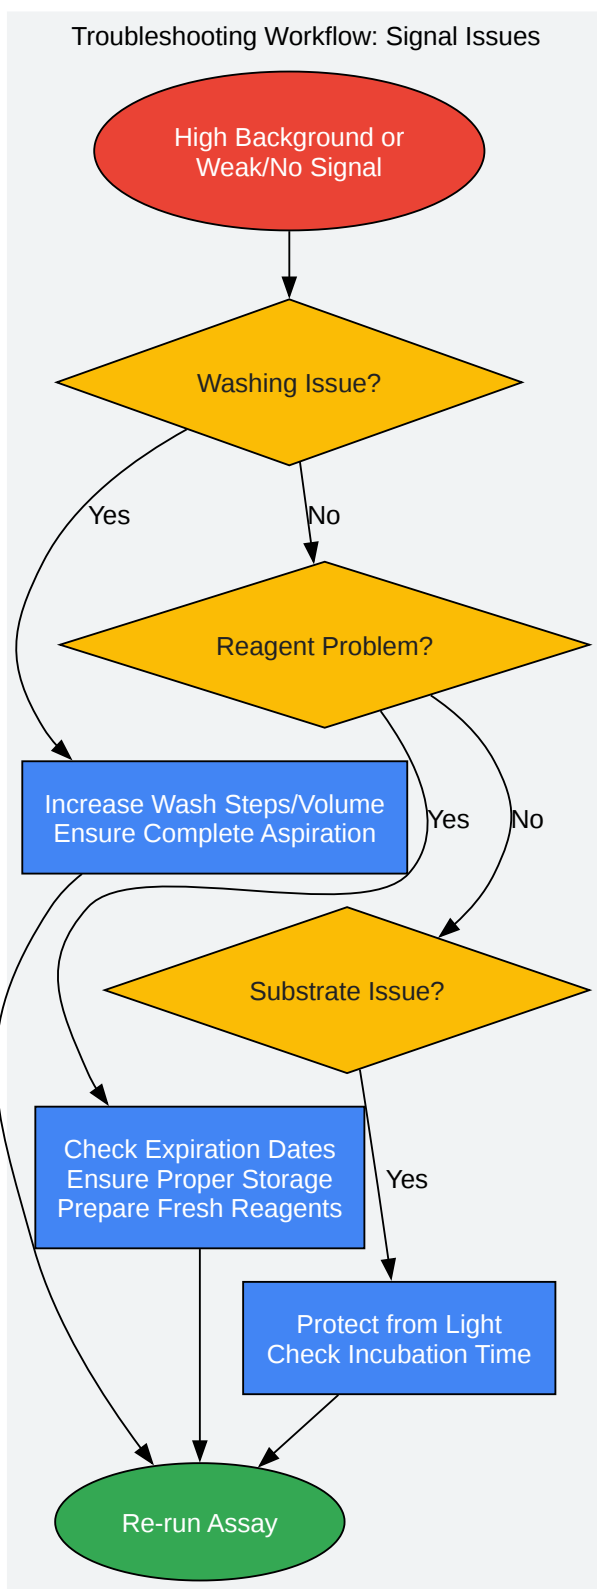 Troubleshooting Workflow: Signal Issues
High Background or
Weak/No Signal
Washing Issue?
Yes
No
Reagent Problem?
Increase Wash Steps/Volume
Ensure Complete Aspiration
Yes
No
Substrate Issue?
Check Expiration Dates
Ensure Proper Storage
Prepare Fresh Reagents
Yes
Protect from Light
Check Incubation Time
Re-run Assay